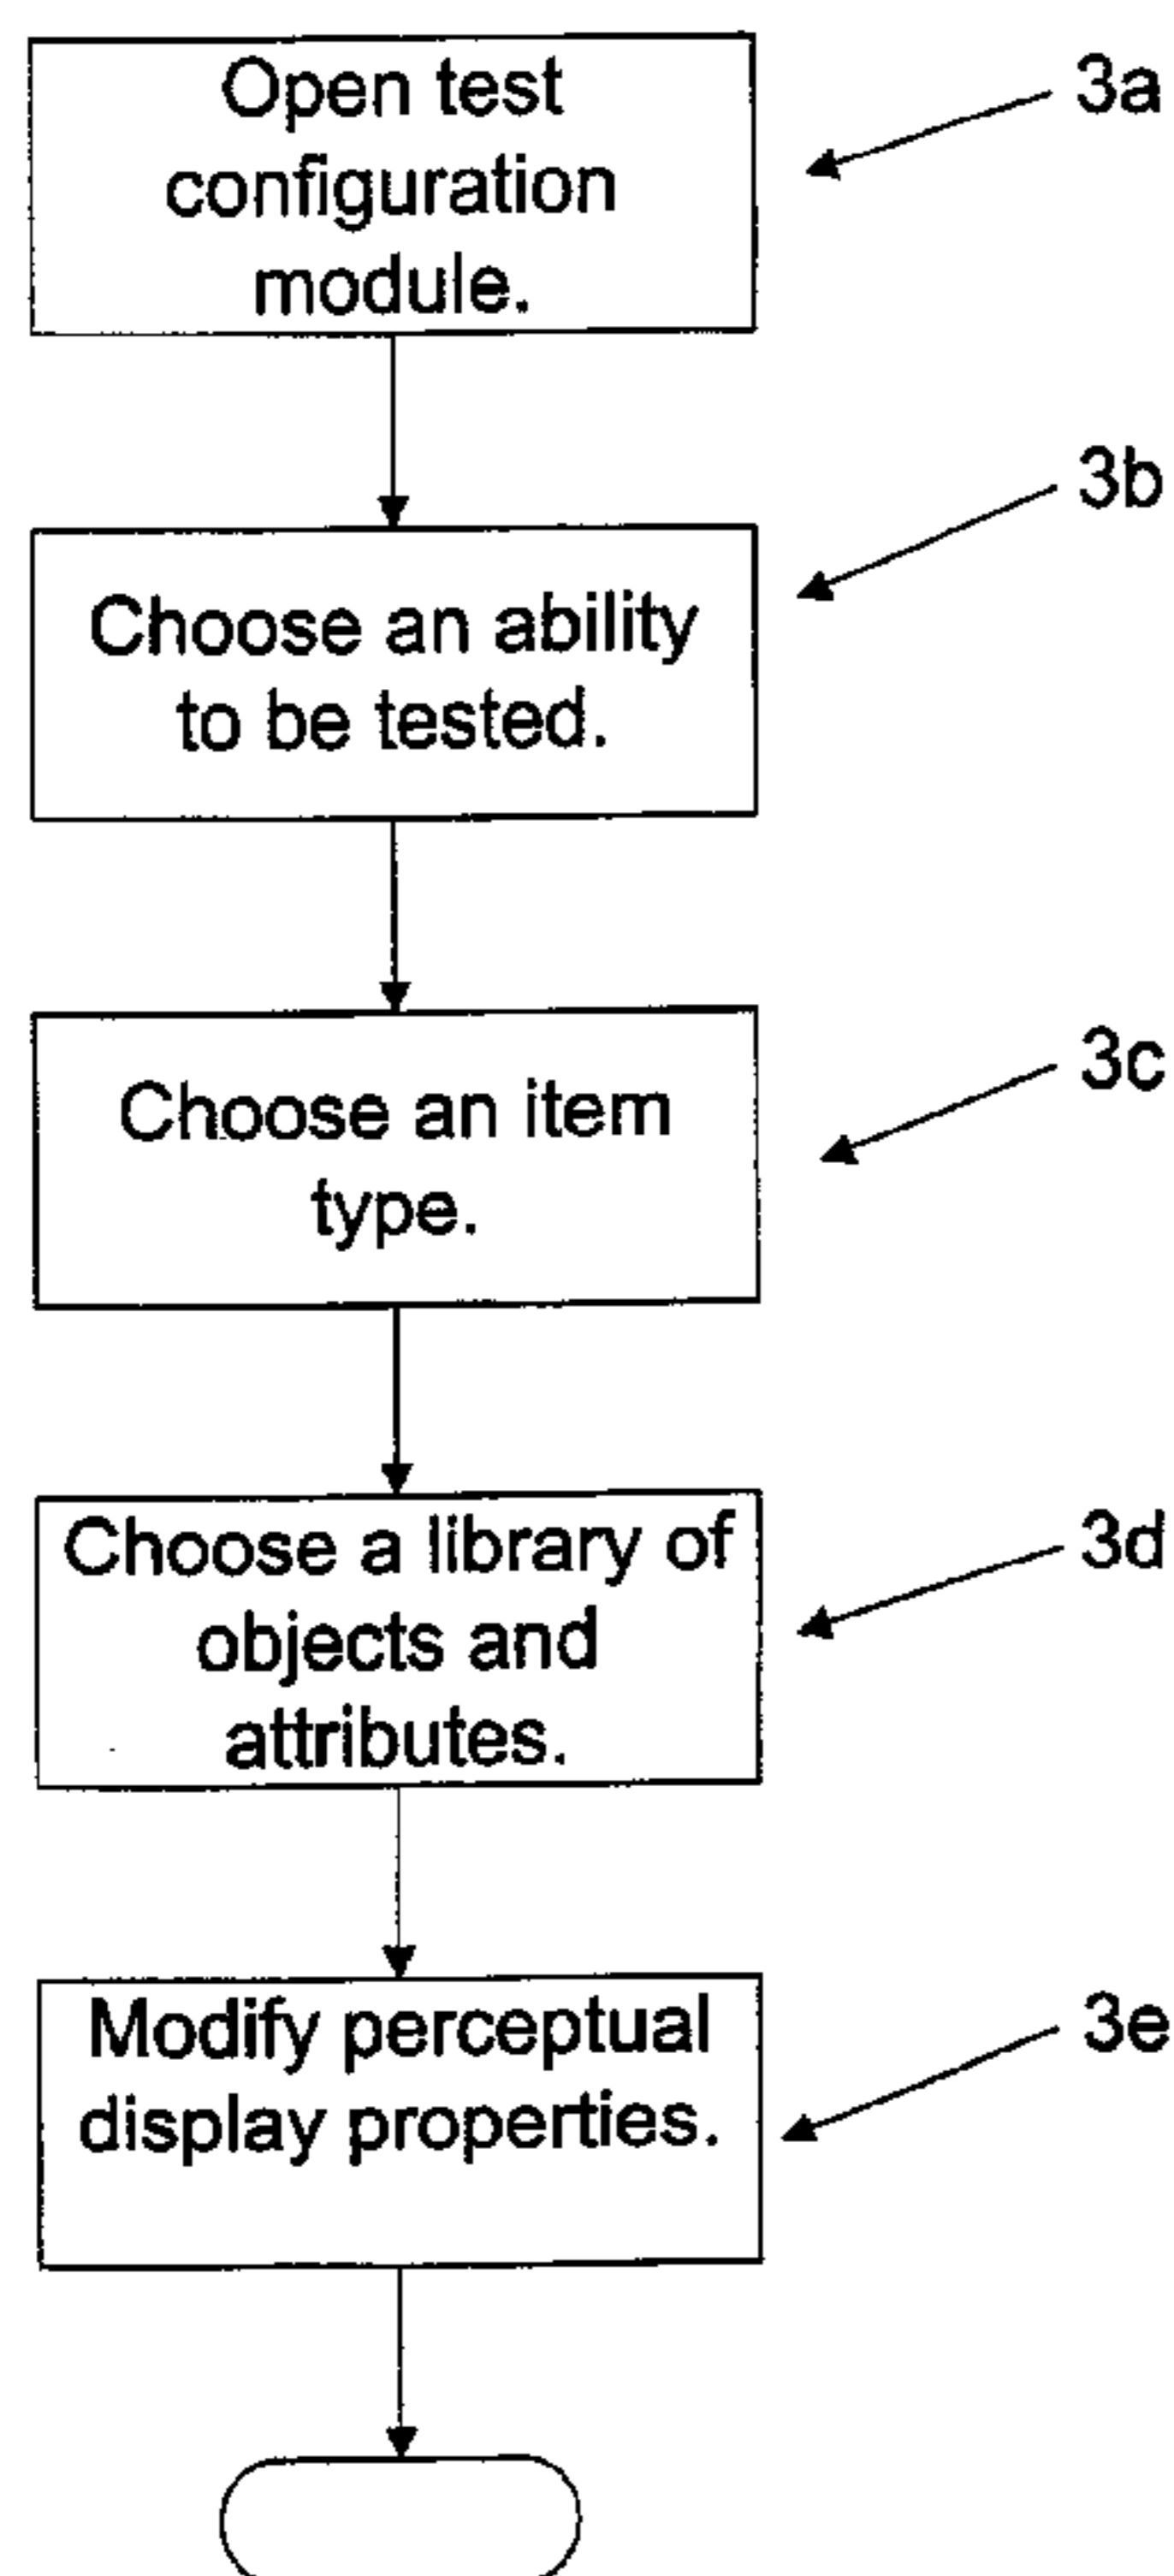 Open test
configuration
module.
3a
Choose an ability
to be tested.
3b
Choose an item
type.
3c
Choose a library of
objects and
attributes.
3d
Modify perceptual
display properties.
3e